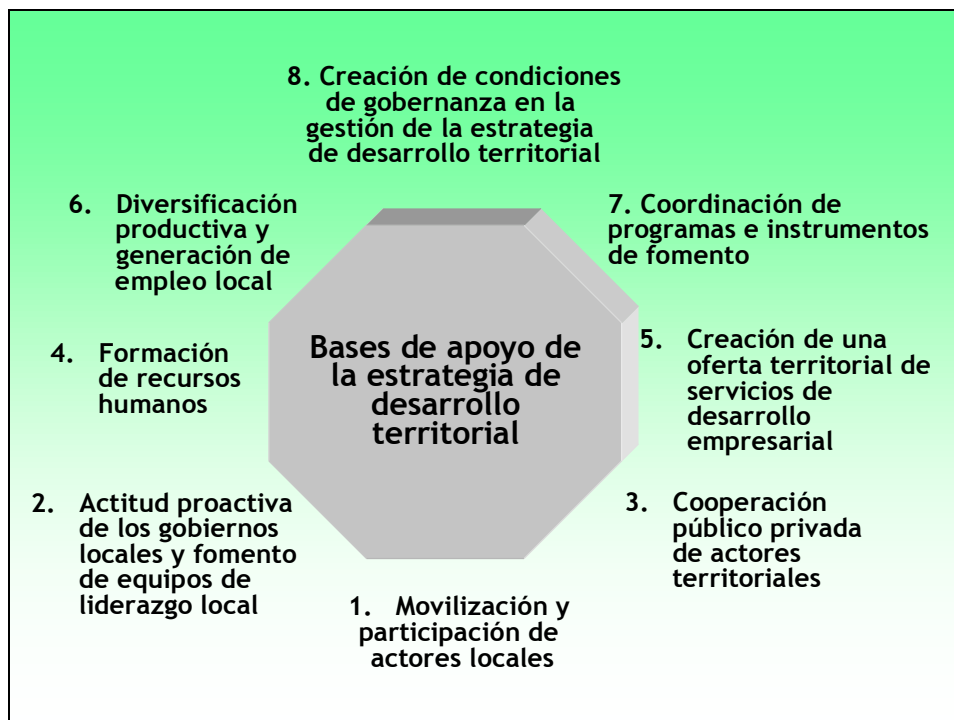 8. Creación de condiciones
de gobernanza en la
gestión de la estrategia
de desarrollo territorial
6. Diversificación
productiva y
generación de
empleo local
7. Coordinación de
programas e instrumentos
de fomento
Bases de apoyo de
la estrategia de
desarrollo
territorial
4. Formación
de recursos
humanos
5. Creación de una
oferta territorial de
servicios de
desarrollo
empresarial
2. Actitud proactiva
de los gobiernos
locales y fomento
de equipos de
liderazgo local
3. Cooperación
público privada
de actores
territoriales
1. Movilización y
participación de
actores locales